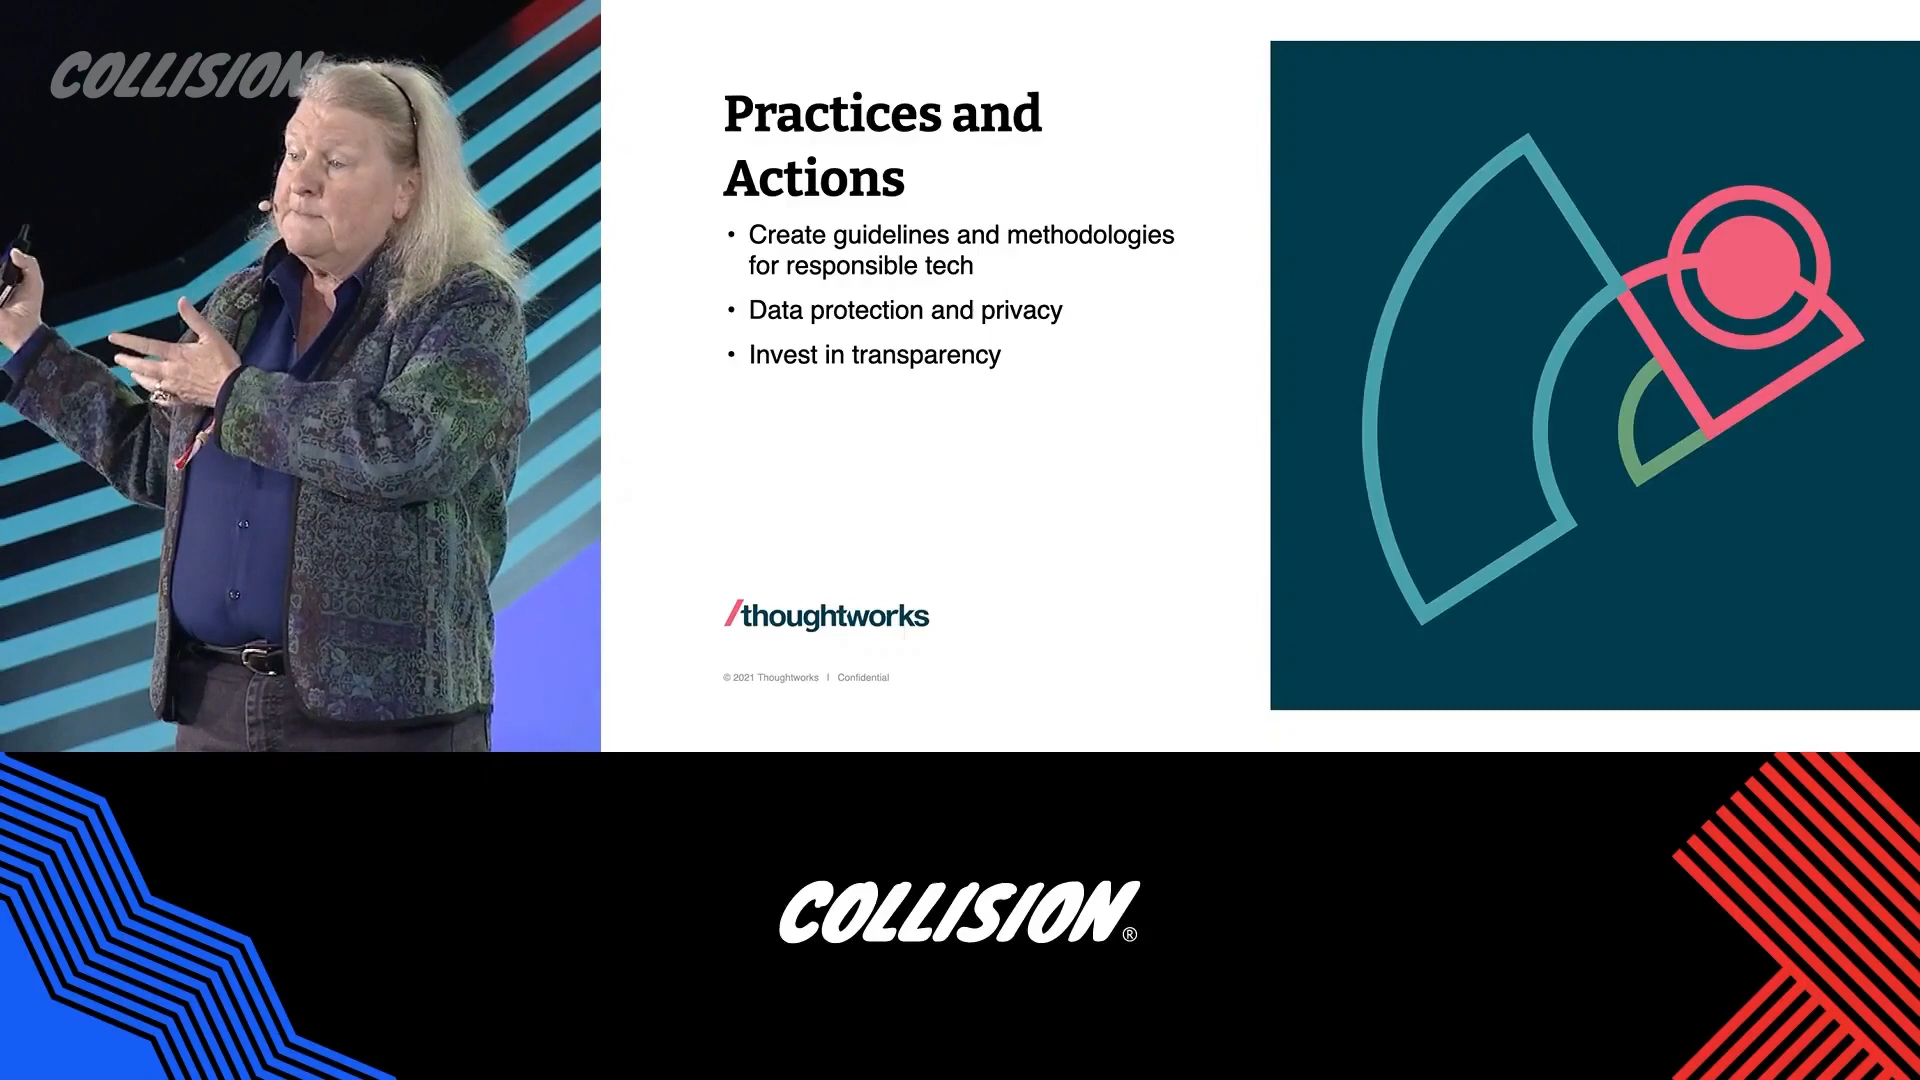 COLLISION
Practices and
Actions
• Create guidelines and methodologies
for responsible tech
• Data protection and privacy
• Invest in transparency
/thoughtworks
© 2021 Thoughtworks | Confidential
COLLISION®